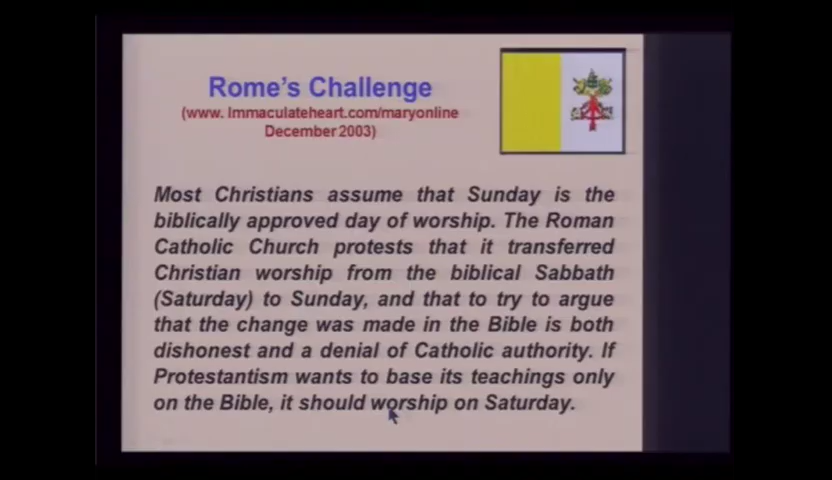 Rome's Challenge
(www. Immaculateheart.com/maryonline
December 2003)
Most Christians assume that Sunday is the
biblically approved day of worship. The Roman
Catholic Church protests that it transferred
Christian worship from the biblical Sabbath
(Saturday) to Sunday, and that to try to argue
that the change was made in the Bible is both
dishonest and a denial of Catholic authority. If
Protestantism wants to base its teachings only
on the Bible, it should worship on Saturday.